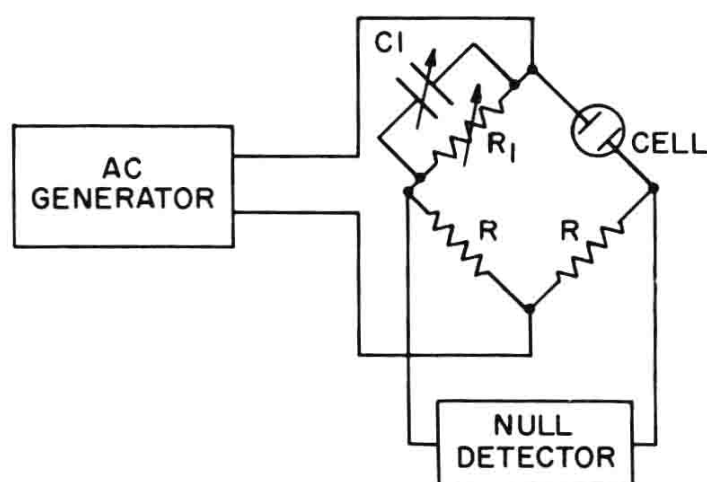 C1
R1
CELL
AC
GENERATOR
R
R
NULL
DETECTOR